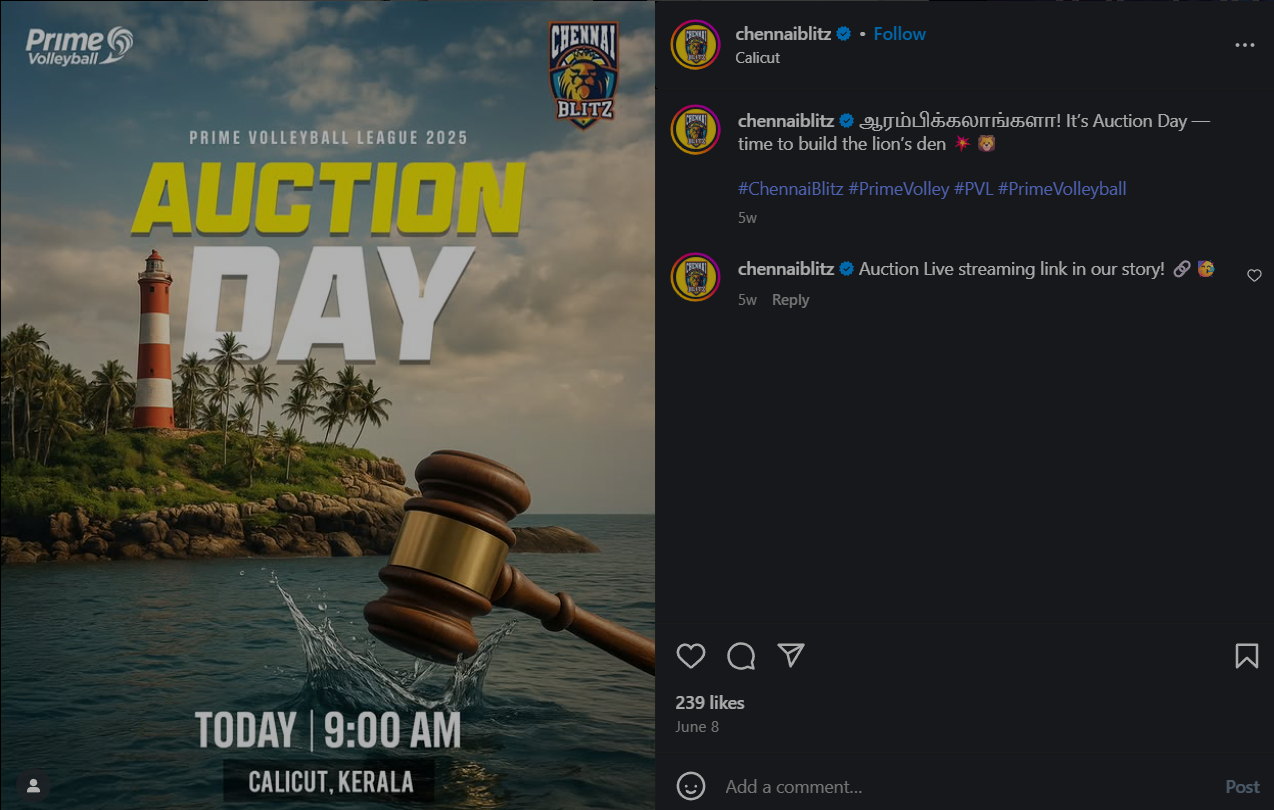 Prime
Volleyball
CHENNAI
BLITZ
PRIME VOLLEYBALL LEAGUE 2025
AUCTION
DAY
TODAY | 9:00 AM
CALICUT, KERALA
chennaiblitz • Follow
Calicut
chennaiblitz ஆரம்பிக்கலாங்களா! It's Auction Day —
time to build the lion's den 💥 🦁
#ChennaiBlitz #PrimeVolley #PVL #PrimeVolleyball
5w
chennaiblitz Auction Live streaming link in our story! 🔗 🥳
5w Reply
239 likes
June 8
Add a comment...
Post